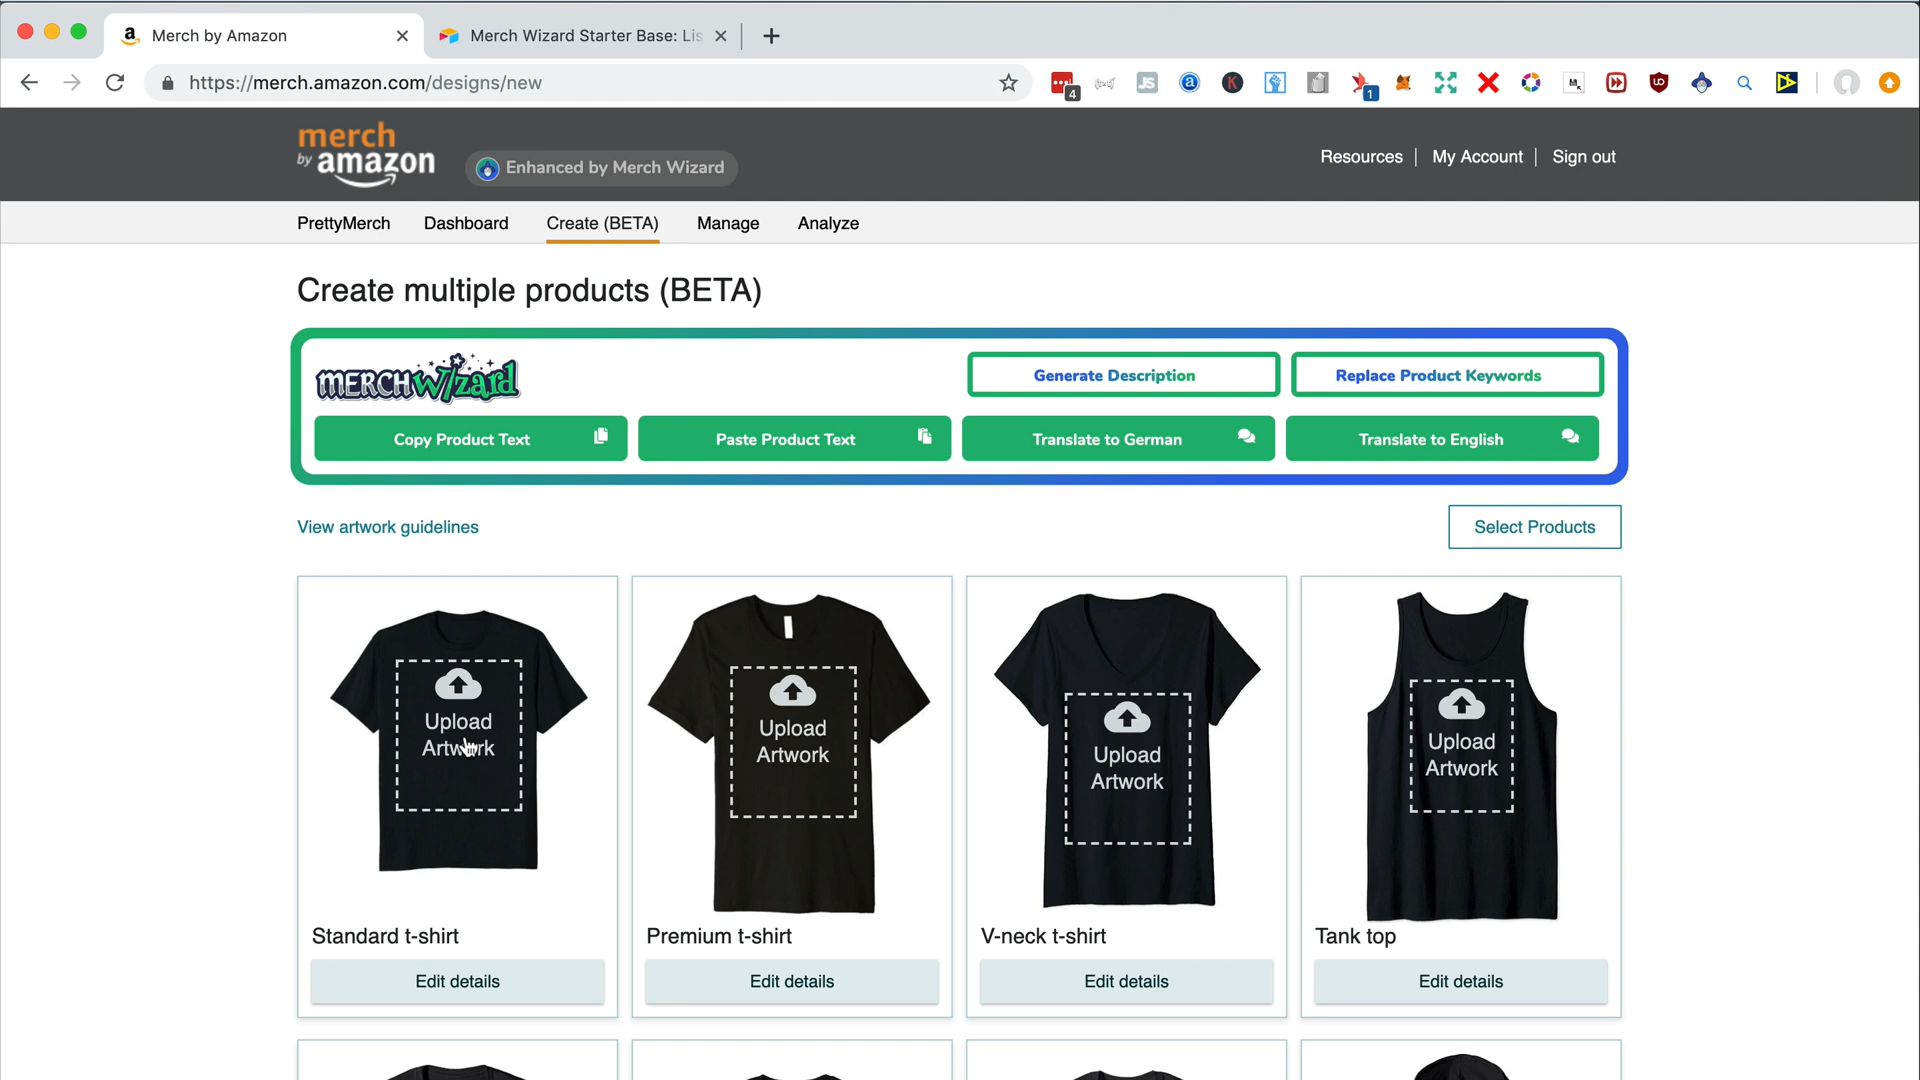 Merch by Amazon
Merch Wizard Starter Base: Lis
https://merch.amazon.com/designs/new
4
JS
a
K
1
merch
by amazon
Enhanced by Merch Wizard
Resources
My Account
Sign out
PrettyMerch
Dashboard
Create (BETA)
Manage
Analyze
Create multiple products (BETA)
MERCHWIZARD
Generate Description
Replace Product Keywords
Copy Product Text
Paste Product Text
Translate to German
Translate to English
View artwork guidelines
Select Products
Upload
Artwork
Upload
Artwork
Upload
Artwork
Upload
Artwork
Standard t-shirt
Premium t-shirt
V-neck t-shirt
Tank top
Edit details
Edit details
Edit details
Edit details